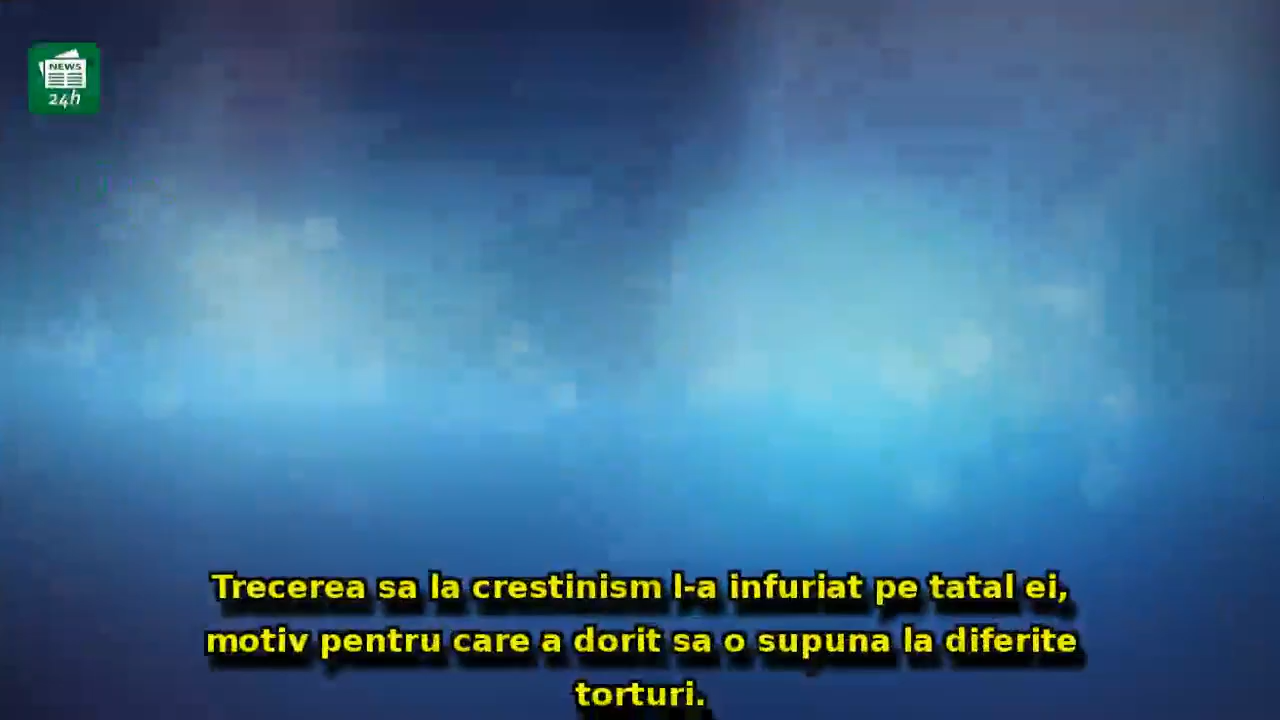 NEWS
24h
Trecerea sa la crestinism l-a infuriat pe tatal ei,
motiv pentru care a dorit sa o supuna la diferite
torturi.